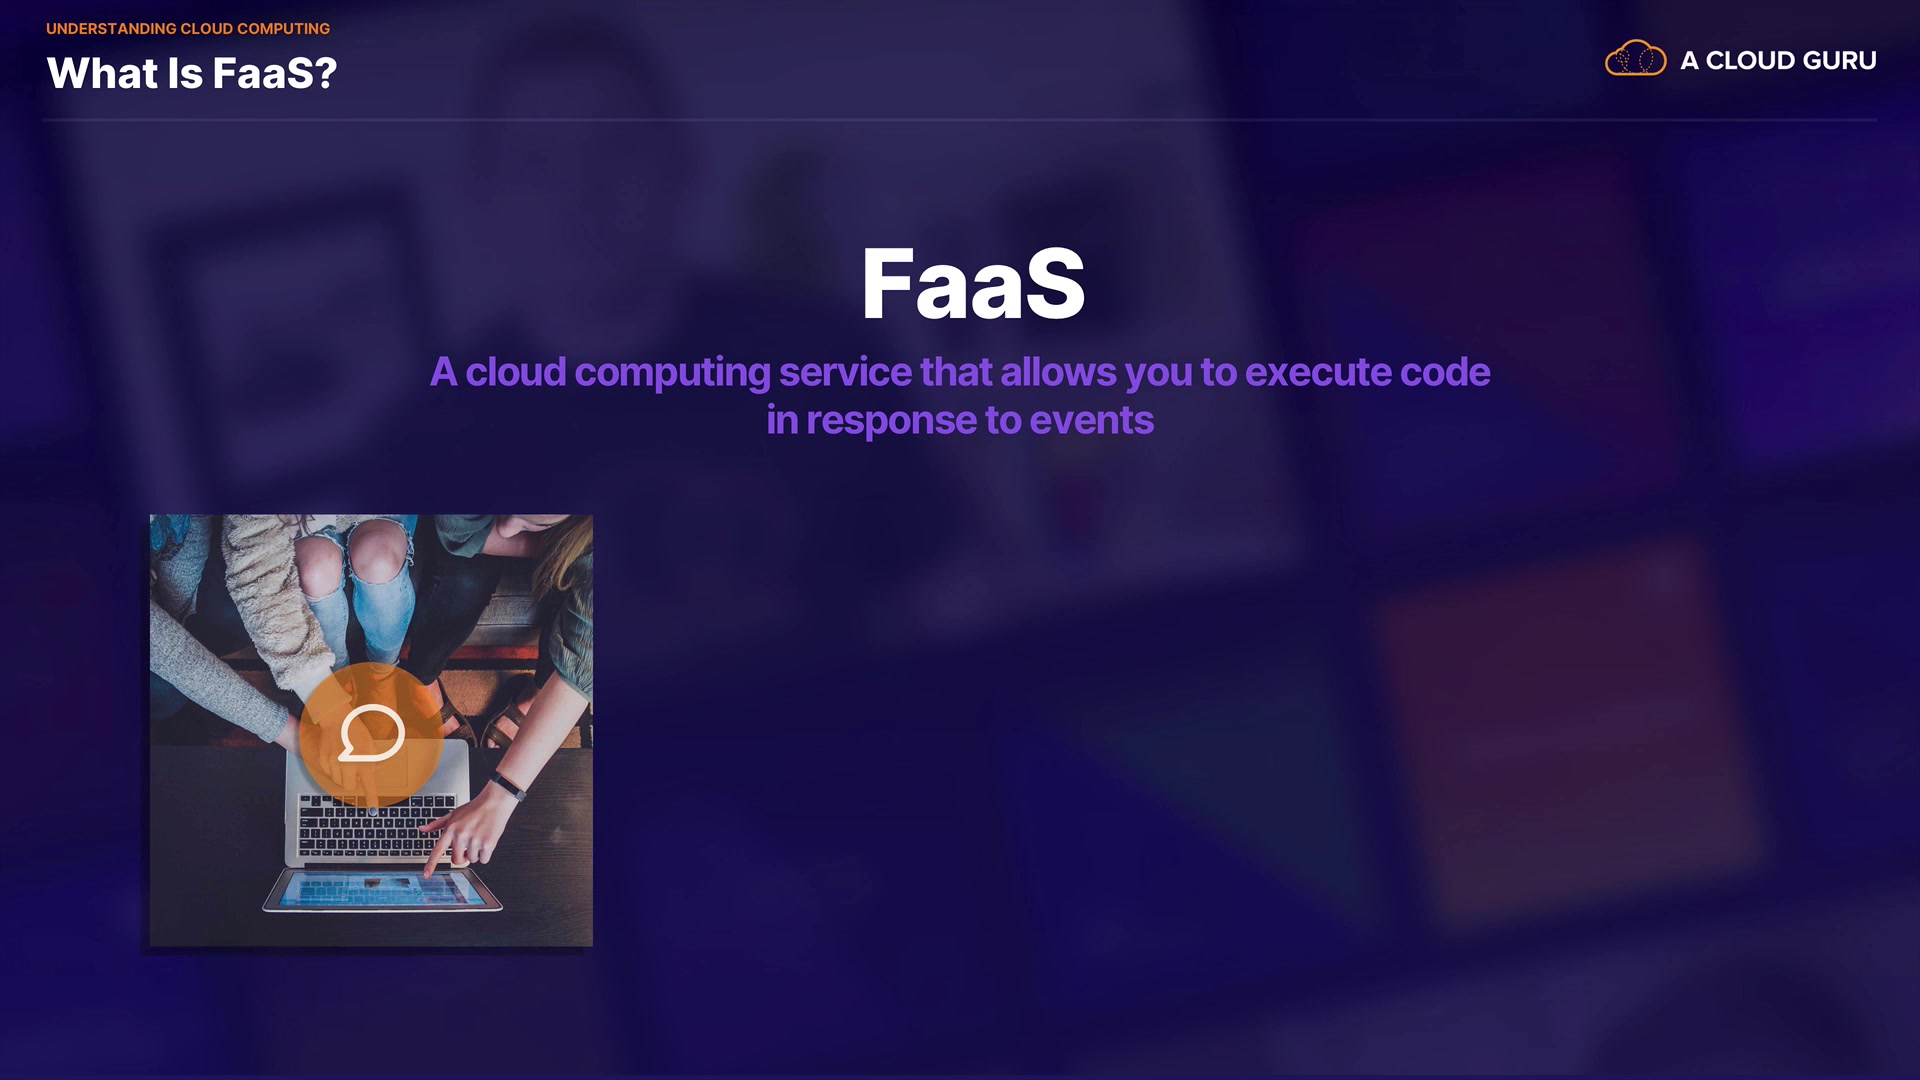 UNDERSTANDING CLOUD COMPUTING
What Is FaaS?
A CLOUD GURU
FaaS
A cloud computing service that allows you to execute code
in response to events